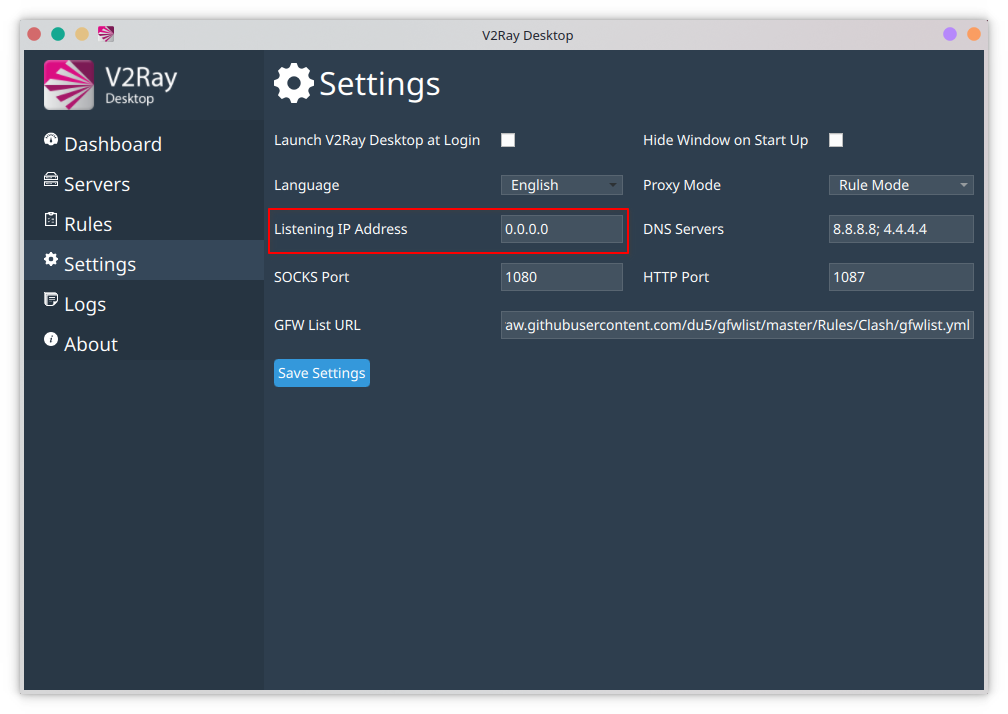 V2Ray Desktop
V2Ray
Desktop
Dashboard
Servers
Rules
Settings
Logs
About
Settings
Launch V2Ray Desktop at Login
Hide Window on Start Up
Language English Proxy Mode Rule Mode
Listening IP Address 0.0.0.0 DNS Servers 8.8.8.8; 4.4.4.4
SOCKS Port 1080 HTTP Port 1087
GFW List URL aw.githubusercontent.com/du5/gfwlist/master/Rules/Clash/gfwlist.yml
Save Settings